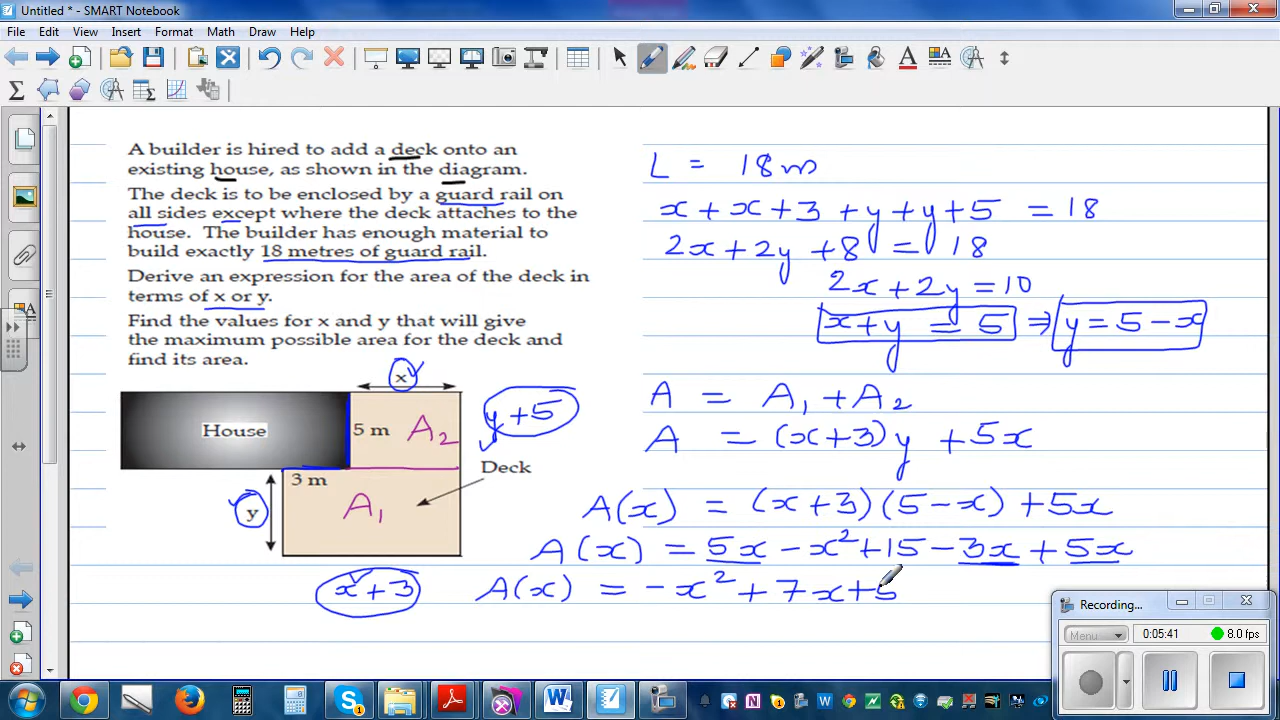 Untitled * - SMART Notebook
File Edit View Insert Format Math Draw Help
A builder is hired to add a deck onto an
existing house, as shown in the diagram.
The deck is to be enclosed by a guard rail on
all sides except where the deck attaches to the
house. The builder has enough material to
build exactly 18 metres of guard rail.
Derive an expression for the area of the deck in
terms of x or y.
Find the values for x and y that will give
the maximum possible area for the deck and
find its area.
x
House
5 m
A₂
y+5
Deck
3 m
y
A₁
x+3
L = 18m
x+x+3+y+y+5 = 18
2x+2y+8 = 18
2x+2y=10
x+y = 5 ⇒ y=5-x
A = A₁+A₂
A = (x+3)y +5x
A(x) = (x+3)(5-x)+5x
A(x) = 5x-x²+15-3x+5x
A(x) = -x²+7x+5
Recording...
Menu
0:05:41
8.0 fps